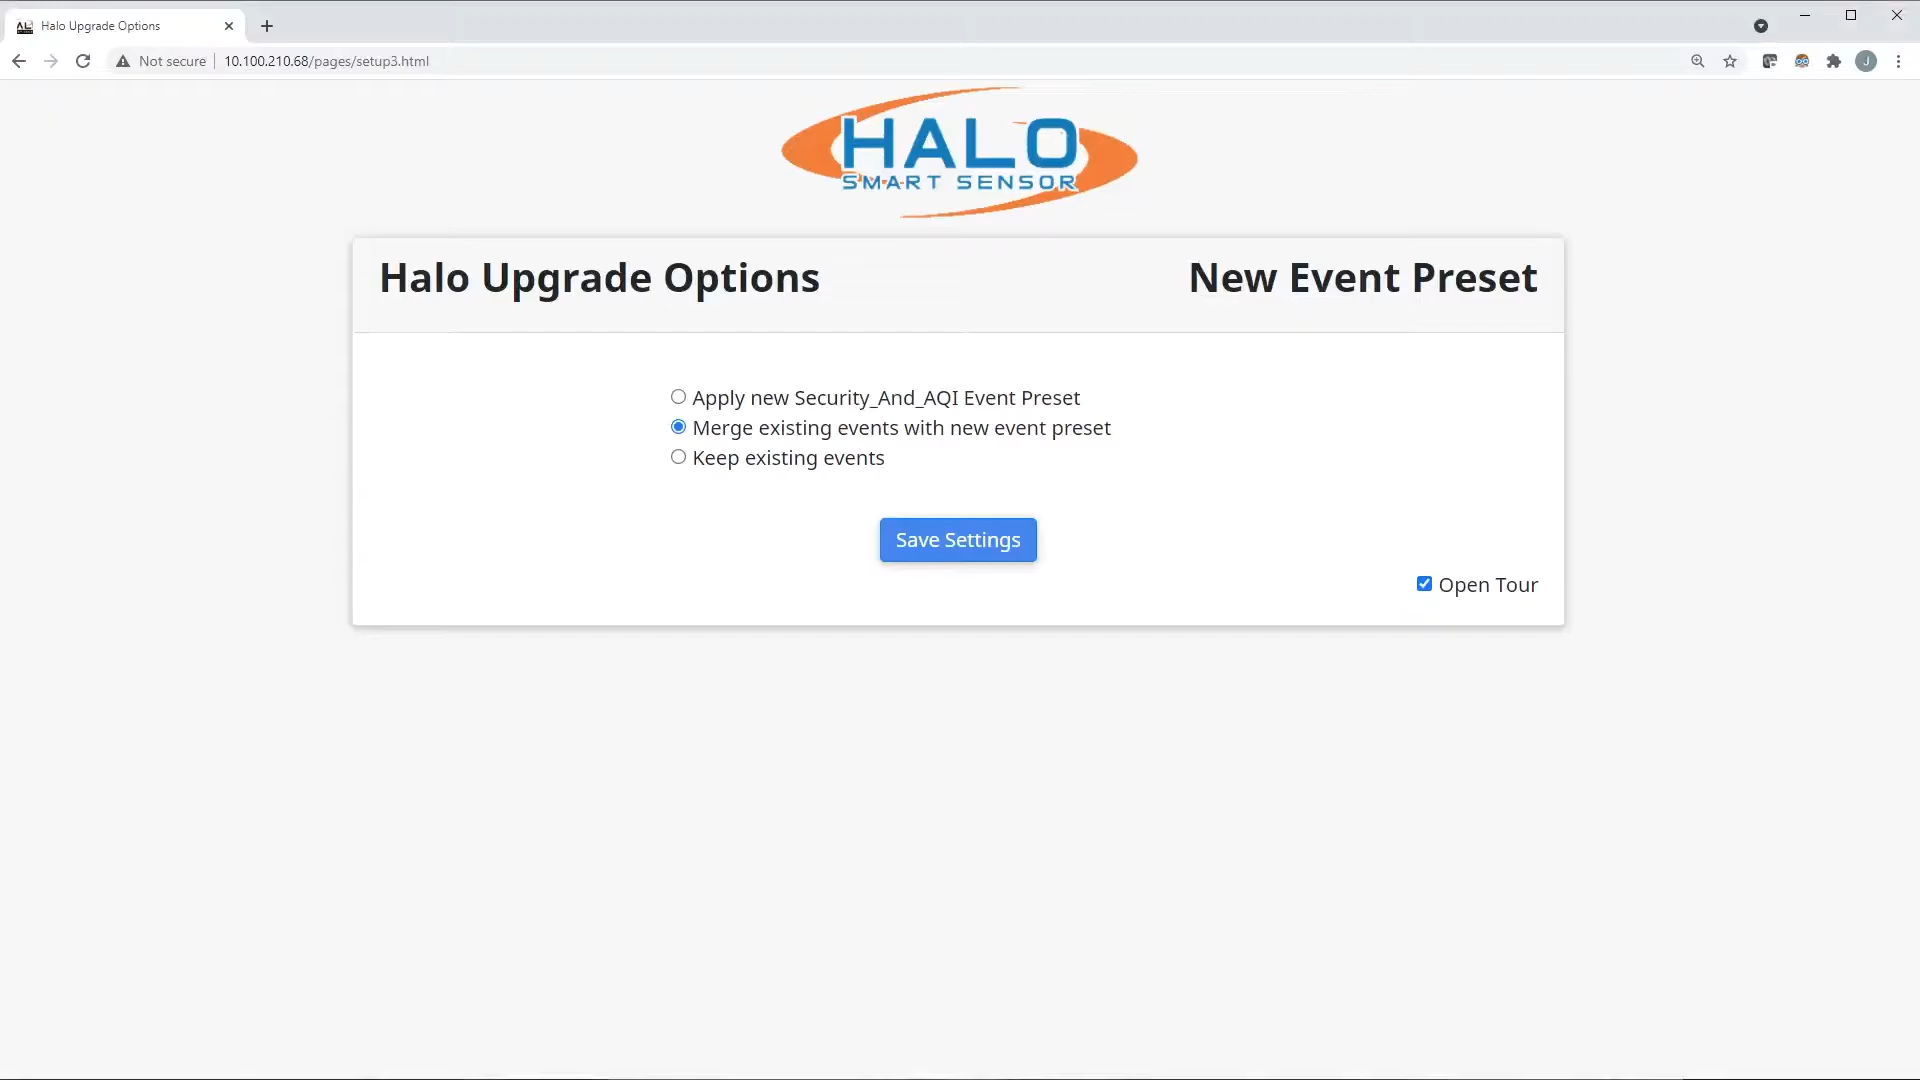 Halo Upgrade Options
Not secure
10.100.210.68/pages/setup3.html
J
HALO
SMART SENSOR
Halo Upgrade Options
New Event Preset
Apply new Security_And_AQI Event Preset
Merge existing events with new event preset
Keep existing events
Save Settings
Open Tour